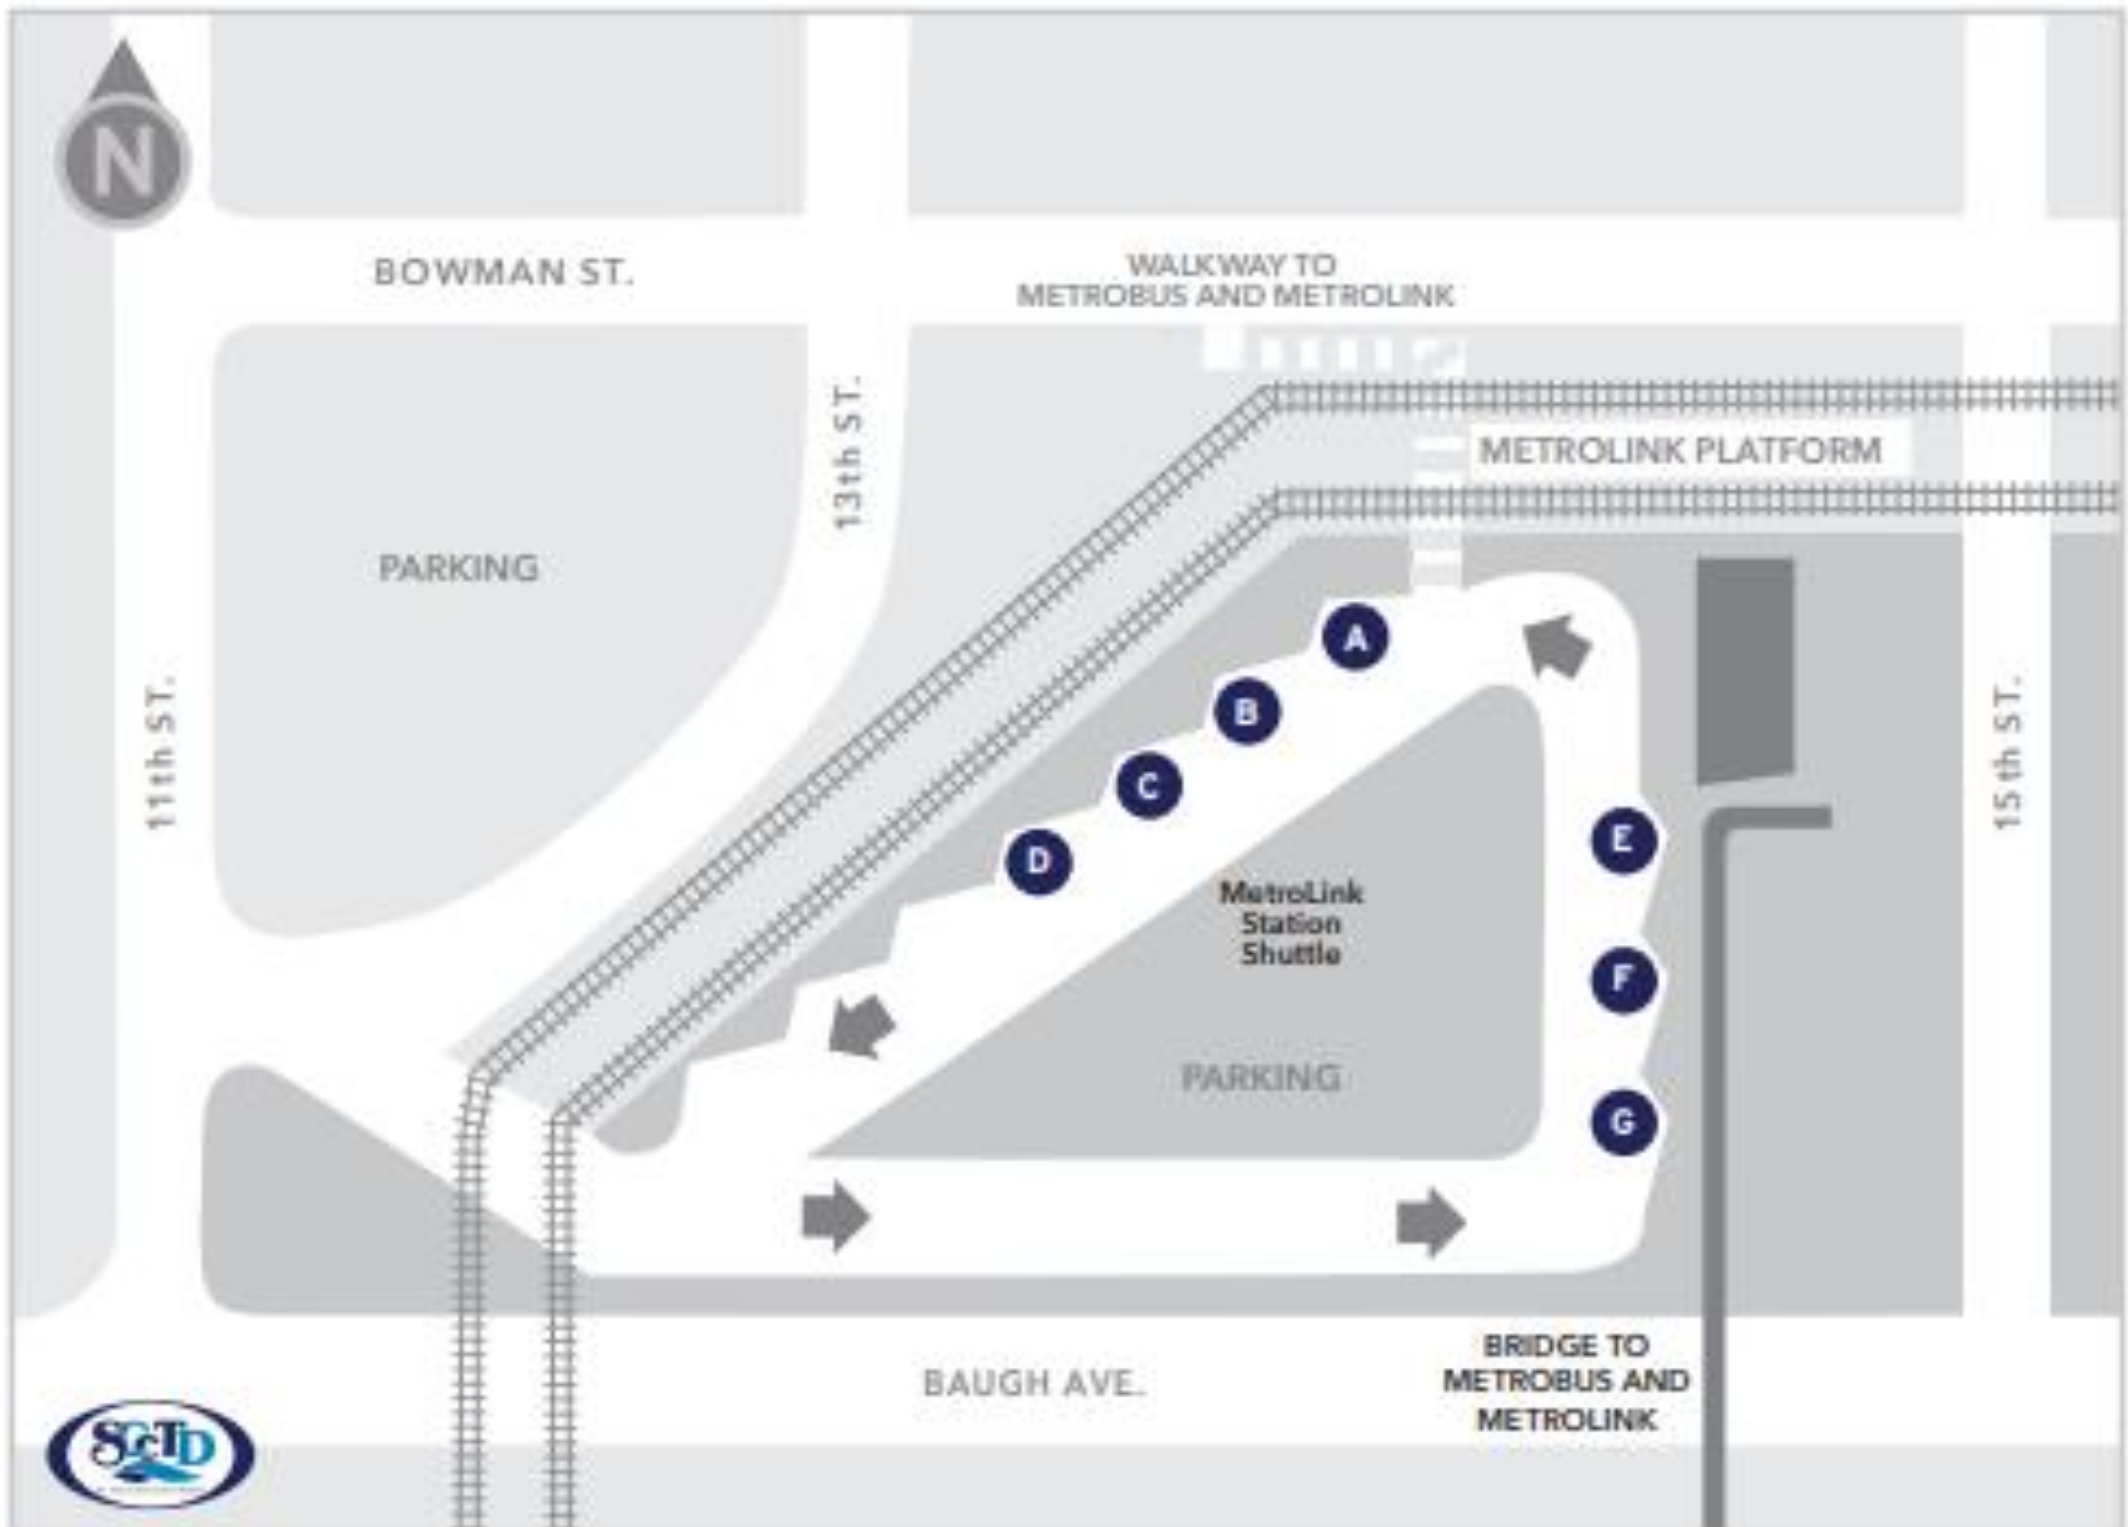 N
BOWMAN ST.
WALKWAY TO
METROBUS AND METROLINK
13th ST.
METROLINK PLATFORM
PARKING
11th ST.
15th ST.
A
B
C
D
E
F
G
MetroLink
Station
Shuttle
PARKING
BRIDGE TO
METROBUS AND
METROLINK
BAUGH AVE.
SCCTD